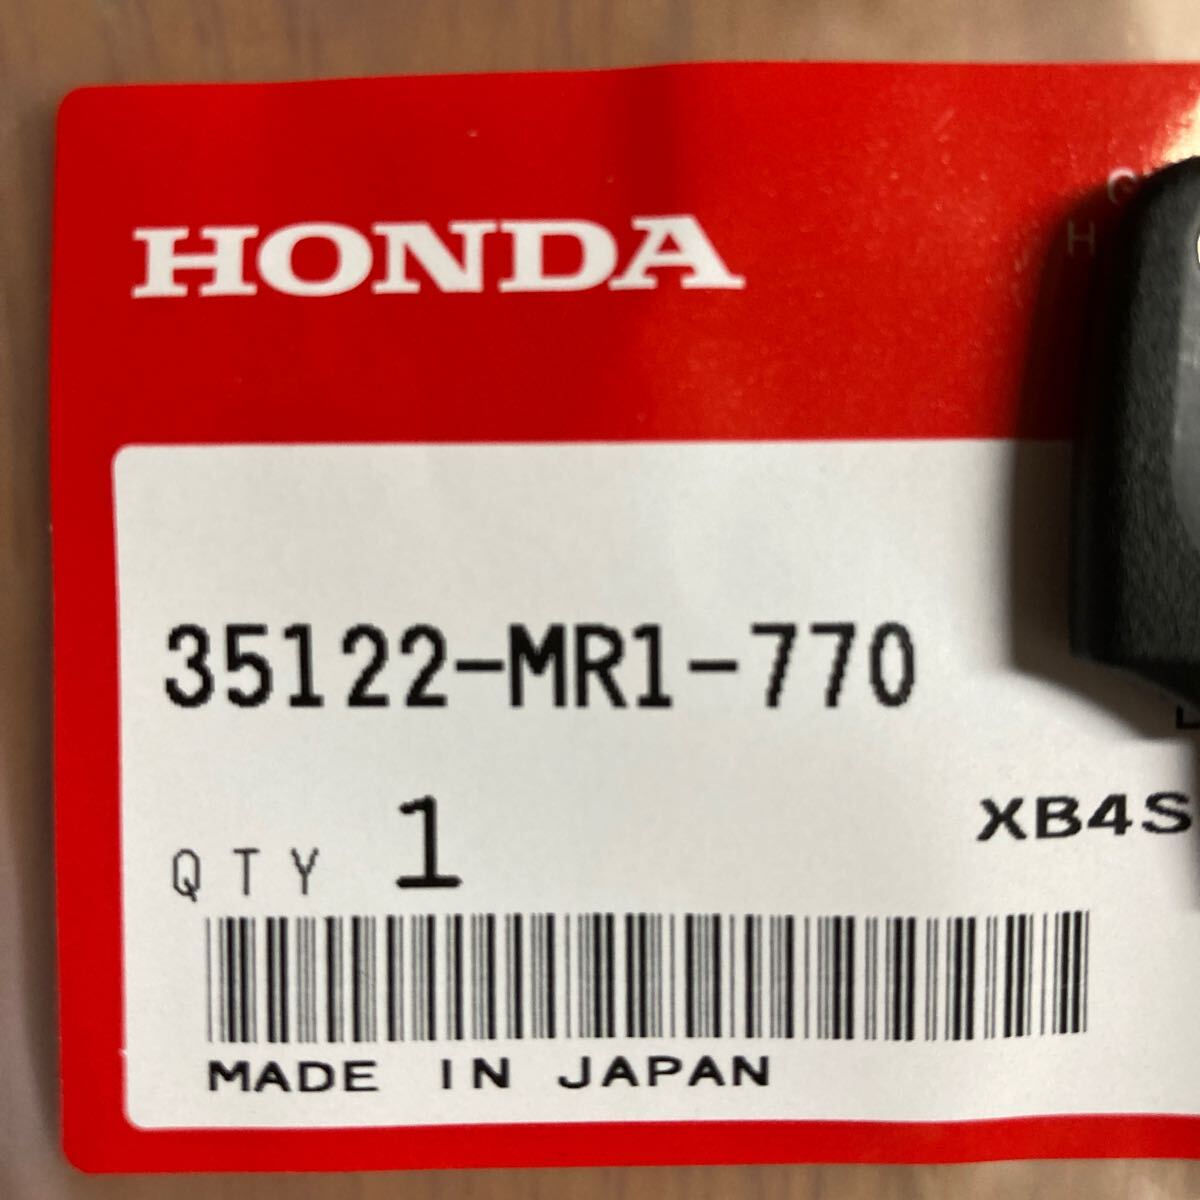 HONDA
35122-MR1-770
QTY 1
XB4S
MADE IN JAPAN